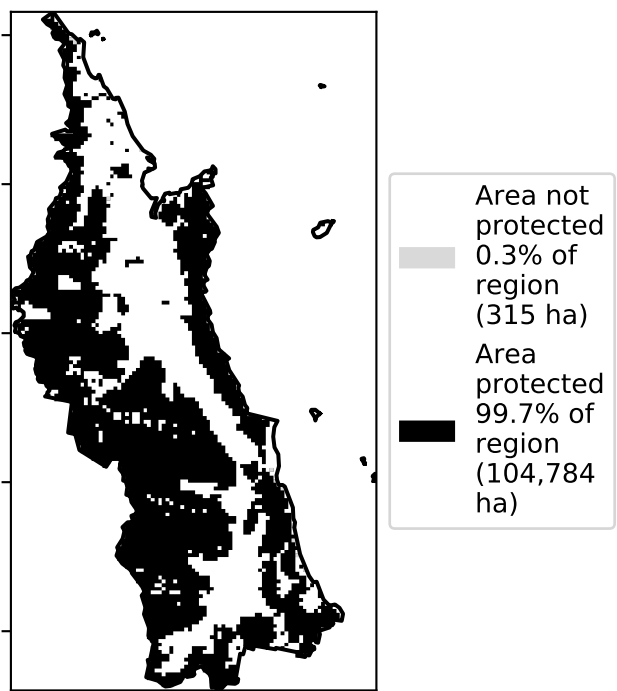 Area not
protected
0.3% of
region
(315 ha)
Area
protected
99.7% of
region
(104,784
ha)